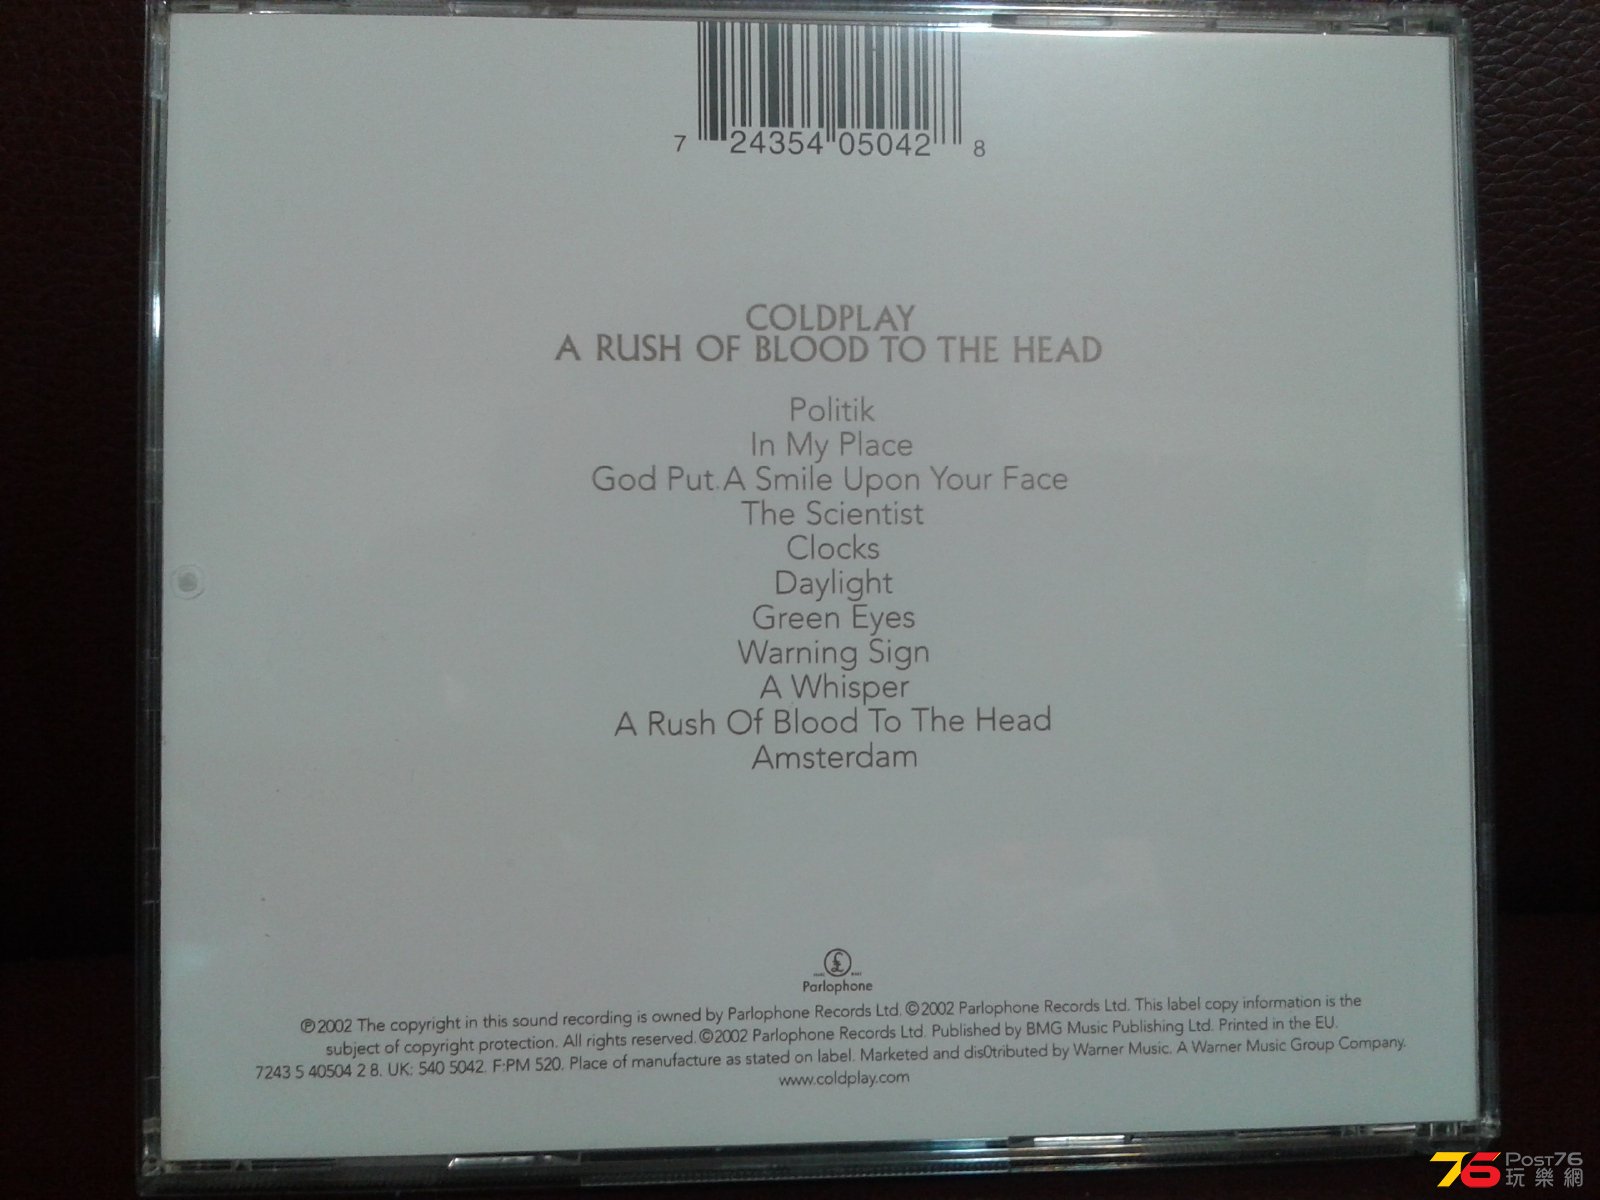 7 24354 05042 8
COLDPLAY
A RUSH OF BLOOD TO THE HEAD
Politik
In My Place
God Put A Smile Upon Your Face
The Scientist
Clocks
Daylight
Green Eyes
Warning Sign
A Whisper
A Rush Of Blood To The Head
Amsterdam
£
Parlophone
℗2002 The copyright in this sound recording is owned by Parlophone Records Ltd. ©2002 Parlophone Records Ltd. This label copy information is the
subject of copyright protection. All rights reserved. ©2002 Parlophone Records Ltd. Published by BMG Music Publishing Ltd. Printed in the EU.
7243 5 40504 2 8. UK: 540 5042. F:PM 520. Place of manufacture as stated on label. Marketed and dis0tributed by Warner Music. A Warner Music Group Company.
www.coldplay.com
76 POST76
玩樂網